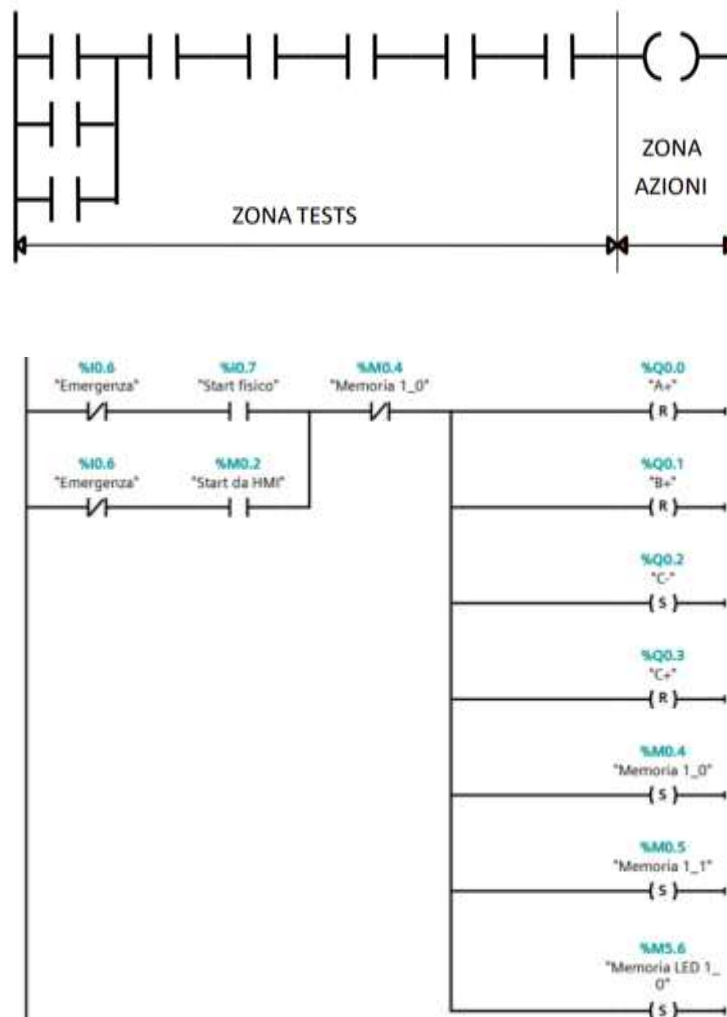 ZONA
AZIONI
ZONA TESTS
%I0.6
"Emergenza"
%I0.7
"Start fisico"
%M0.4
"Memoria 1_0"
%Q0.0
"A+"
R
%I0.6
"Emergenza"
%M0.2
"Start da HMI"
%Q0.1
"B+"
R
%Q0.2
"C-"
S
%Q0.3
"C+"
R
%M0.4
"Memoria 1_0"
S
%M0.5
"Memoria 1_1"
S
%M5.6
"Memoria LED 1_
0"
S